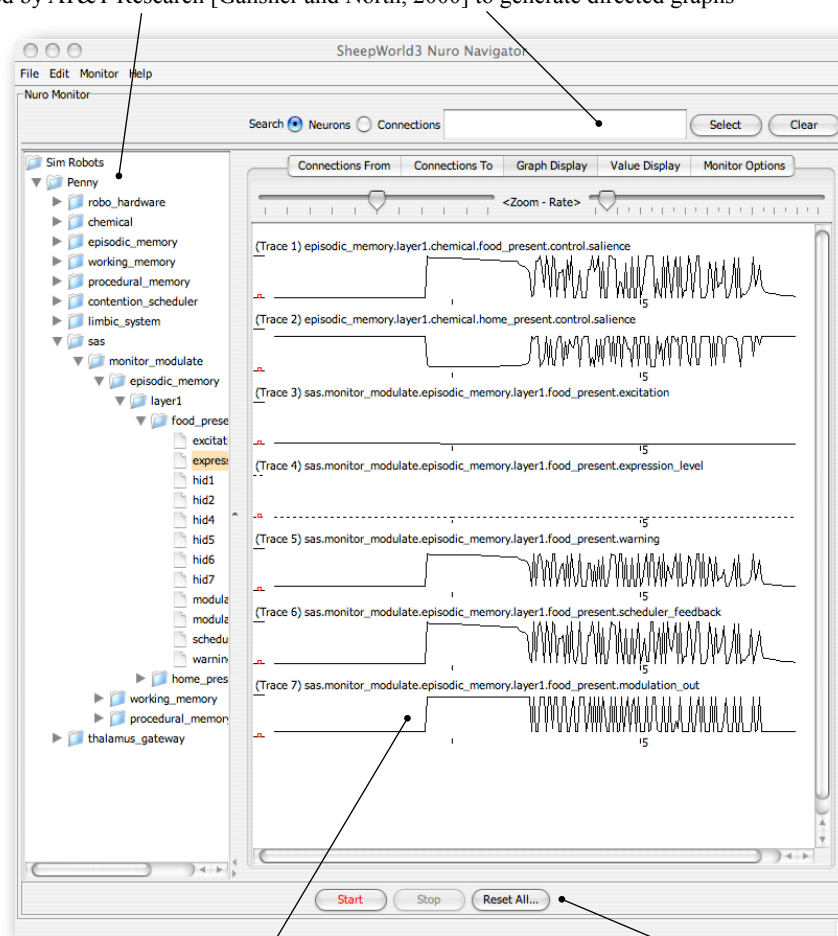 by AT&T Research [Gansner and North, 2000] to generate directed graphs
SheepWorld3 Nuro Navigator
File Edit Monitor Help
Nuro Monitor
Search Neurons Connections Select Clear
Sim Robots
Penny
robo_hardware
chemical
episodic_memory
working_memory
procedural_memory
contention_scheduler
limbic_system
sas
monitor_modulate
episodic_memory
layer1
food_prese
excitat
express
hid1
hid2
hid4
hid5
hid6
hid7
modula
modula
schedu
warnin
home_pres
working_memory
procedural_memory
thalamus_gateway
Connections From Connections To Graph Display Value Display Monitor Options
<Zoom - Rate>
(Trace 1) episodic_memory.layer1.chemical.food_present.control.salience
'5
(Trace 2) episodic_memory.layer1.chemical.home_present.control.salience
'5
(Trace 3) sas.monitor_modulate.episodic_memory.layer1.food_present.excitation
'5
(Trace 4) sas.monitor_modulate.episodic_memory.layer1.food_present.expression_level
'5
(Trace 5) sas.monitor_modulate.episodic_memory.layer1.food_present.warning
'5
(Trace 6) sas.monitor_modulate.episodic_memory.layer1.food_present.scheduler_feedback
'5
(Trace 7) sas.monitor_modulate.episodic_memory.layer1.food_present.modulation_out
'5
Start Stop Reset All...